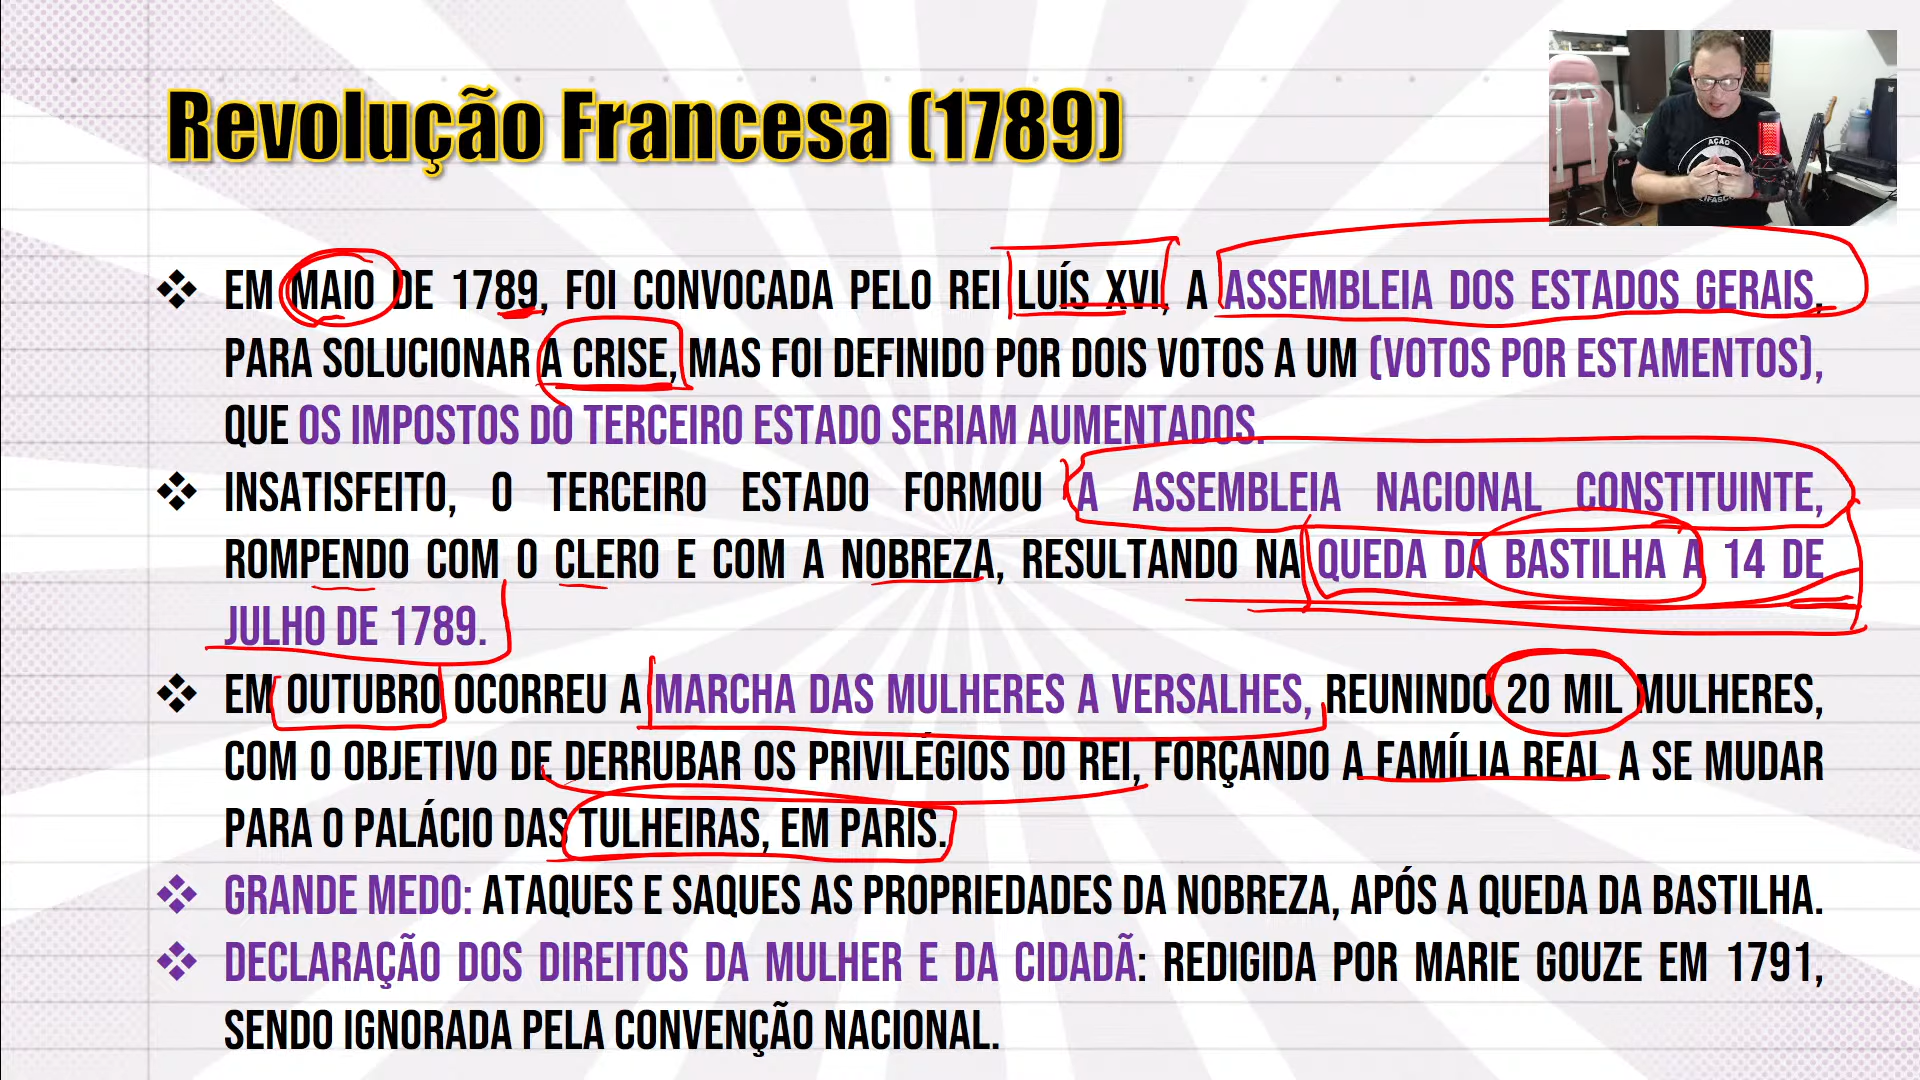 Revolução Francesa (1789)
AÇÃO
EM MAIO DE 1789, FOI CONVOCADA PELO REI LUÍS XVI, A ASSEMBLEIA DOS ESTADOS GERAIS,
PARA SOLUCIONAR A CRISE, MAS FOI DEFINIDO POR DOIS VOTOS A UM (VOTOS POR ESTAMENTOS),
QUE OS IMPOSTOS DO TERCEIRO ESTADO SERIAM AUMENTADOS.
INSATISFEITO, O TERCEIRO ESTADO FORMOU A ASSEMBLEIA NACIONAL CONSTITUINTE,
ROMPENDO COM O CLERO E COM A NOBREZA, RESULTANDO NA QUEDA DA BASTILHA A 14 DE
JULHO DE 1789.
EM OUTUBRO OCORREU A MARCHA DAS MULHERES A VERSALHES, REUNINDO 20 MIL MULHERES,
COM O OBJETIVO DE DERRUBAR OS PRIVILÉGIOS DO REI, FORÇANDO A FAMÍLIA REAL A SE MUDAR
PARA O PALÁCIO DAS TULHEIRAS, EM PARIS.
GRANDE MEDO: ATAQUES E SAQUES AS PROPRIEDADES DA NOBREZA, APÓS A QUEDA DA BASTILHA.
DECLARAÇÃO DOS DIREITOS DA MULHER E DA CIDADÃ: REDIGIDA POR MARIE GOUZE EM 1791,
SENDO IGNORADA PELA CONVENÇÃO NACIONAL.